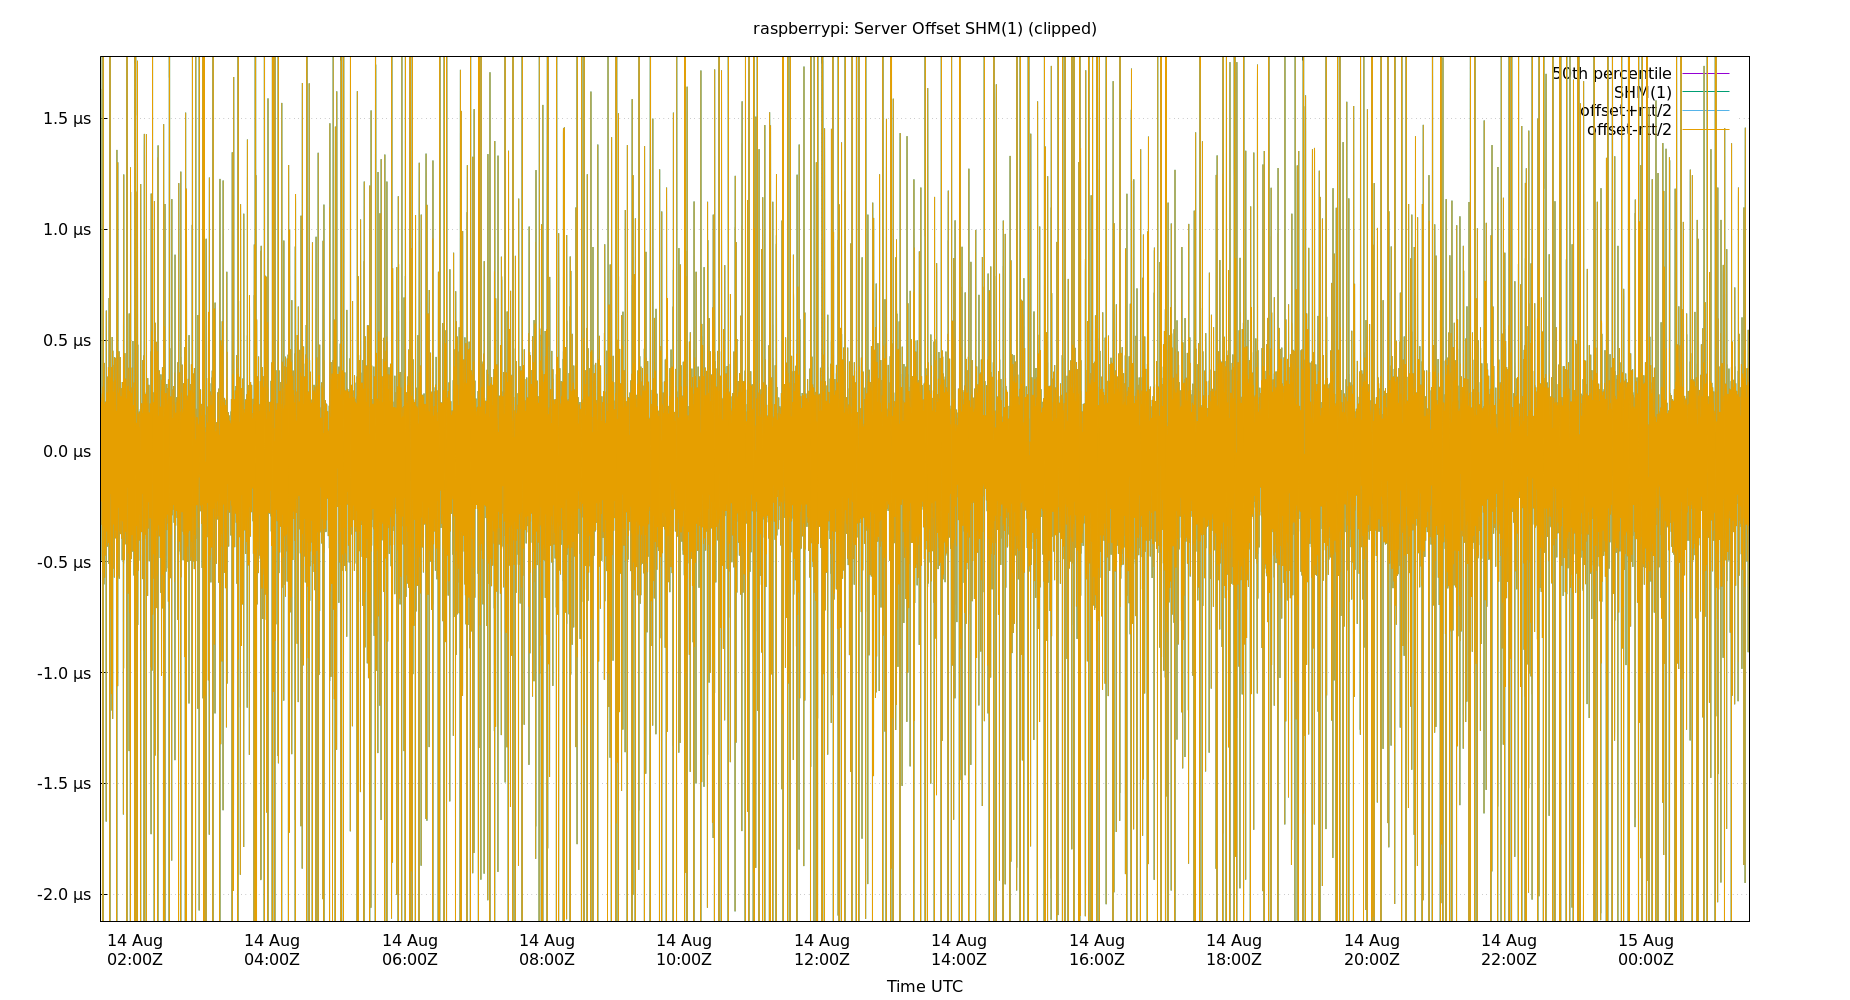 raspberrypi: Server Offset SHM(1) (clipped)
50th percentile
SHM(1)
offset+rtt/2
offset-rtt/2
1.5 µs
1.0 µs
0.5 µs
0.0 µs
-0.5 µs
-1.0 µs
-1.5 µs
-2.0 µs
14 Aug 14 Aug 14 Aug 14 Aug 14 Aug 14 Aug 14 Aug 14 Aug 14 Aug 14 Aug 14 Aug 15 Aug
02:00Z 04:00Z 06:00Z 08:00Z 10:00Z 12:00Z 14:00Z 16:00Z 18:00Z 20:00Z 22:00Z 00:00Z
Time UTC